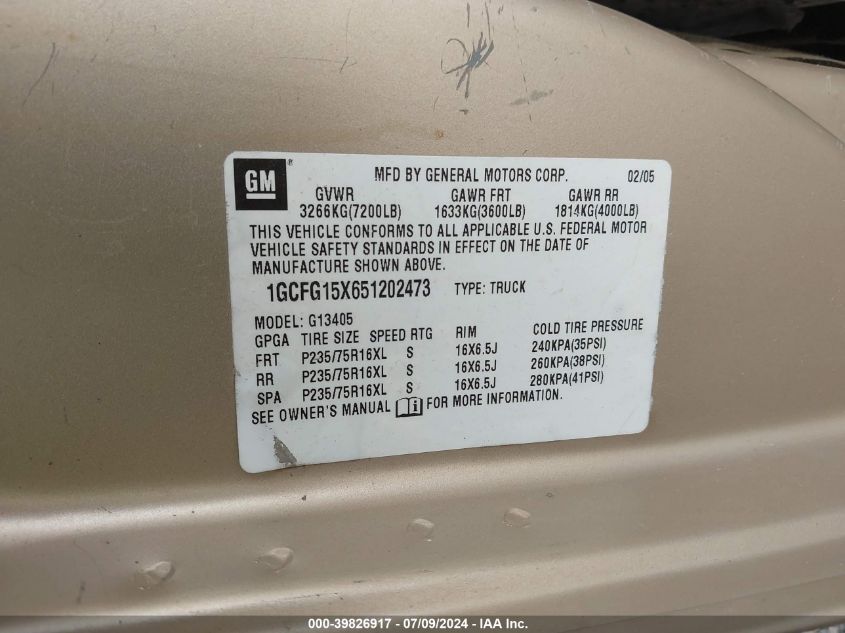 GM ® MFD BY GENERAL MOTORS CORP. 02/05
GVWR GAWR FRT GAWR RR
3266KG(7200LB) 1633KG(3600LB) 1814KG(4000LB)
THIS VEHICLE CONFORMS TO ALL APPLICABLE U.S. FEDERAL MOTOR
VEHICLE SAFETY STANDARDS IN EFFECT ON THE DATE OF
MANUFACTURE SHOWN ABOVE.
1GCFG15X651202473 TYPE: TRUCK
MODEL: G13405
GPGA TIRE SIZE SPEED RTG RIM COLD TIRE PRESSURE
FRT P235/75R16XL S 16X6.5J 240KPA(35PSI)
RR P235/75R16XL S 16X6.5J 260KPA(38PSI)
SPA P235/75R16XL S 16X6.5J 280KPA(41PSI)
SEE OWNER'S MANUAL i FOR MORE INFORMATION.
000-39826917 / 07/09/2024 - IAA Inc.